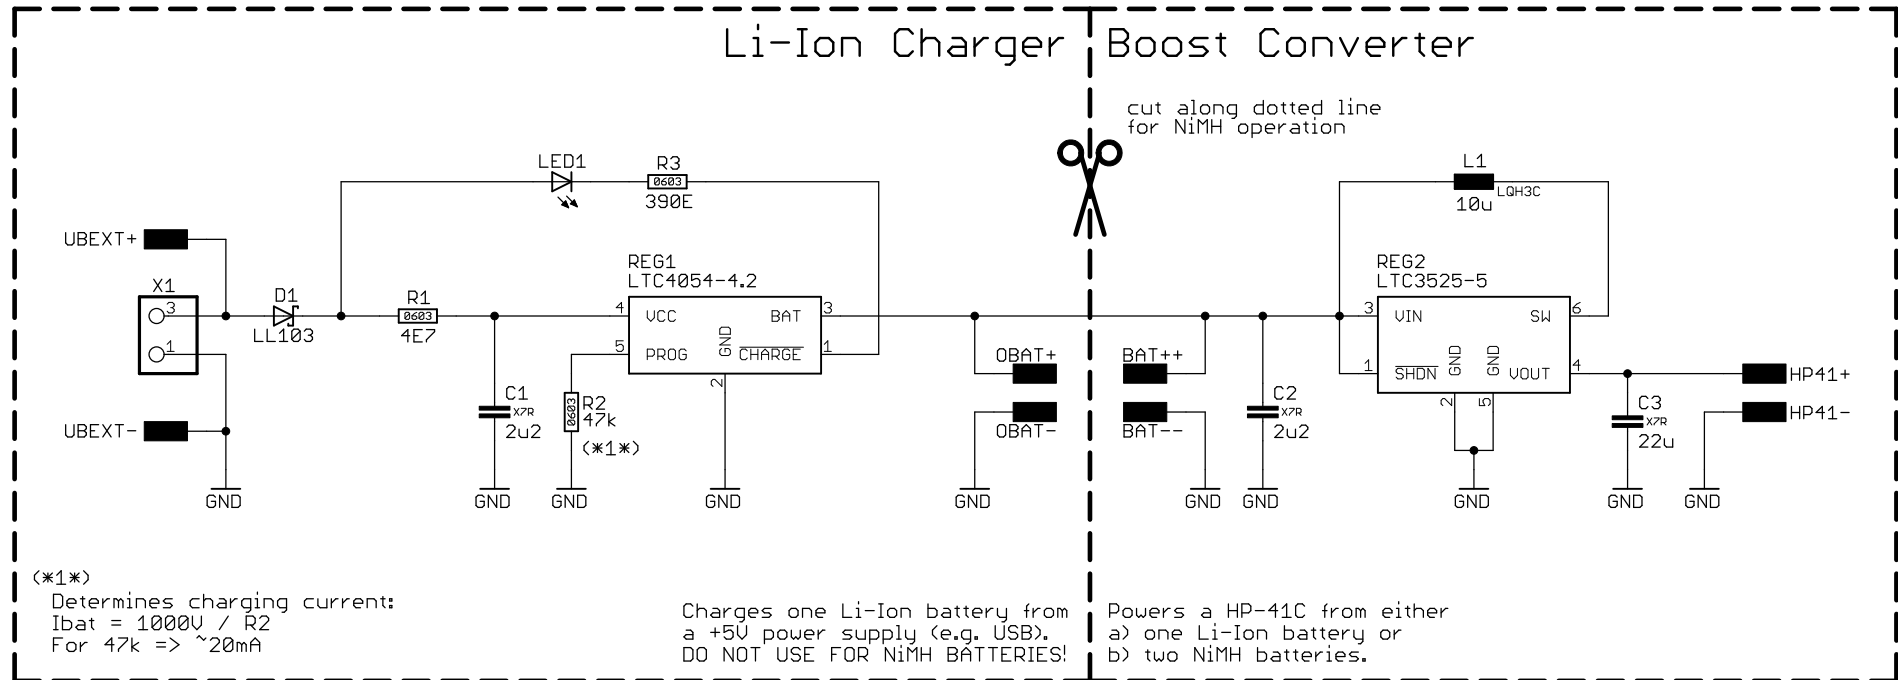 Li-Ion Charger
Boost Converter
cut along dotted line
for NiMH operation
LED1
R3
0603
390E
L1
LQH3C
10u
UBEXT+
X1
3
1
D1
LL103
R1
0603
4E7
REG1
LTC4054-4.2
4
VCC
BAT
3
5
PROG
GND
CHARGE
1
2
REG2
LTC3525-5
3
VIN
SW
6
1
SHDN
GND
GND
VOUT
4
2
5
OBAT+
BAT++
OBAT-
BAT--
HP41+
HP41-
UBEXT-
C1
X7R
2u2
0603
R2
47k
(*1*)
C2
X7R
2u2
C3
X7R
22u
GND
GND
GND
GND
GND
GND
GND
GND
GND
GND
(*1*)
Determines charging current:
Ibat = 1000V / R2
For 47k => ~20mA
Charges one Li-Ion battery from
a +5V power supply (e.g. USB).
DO NOT USE FOR NiMH BATTERIES!
Powers a HP-41C from either
a) one Li-Ion battery or
b) two NiMH batteries.